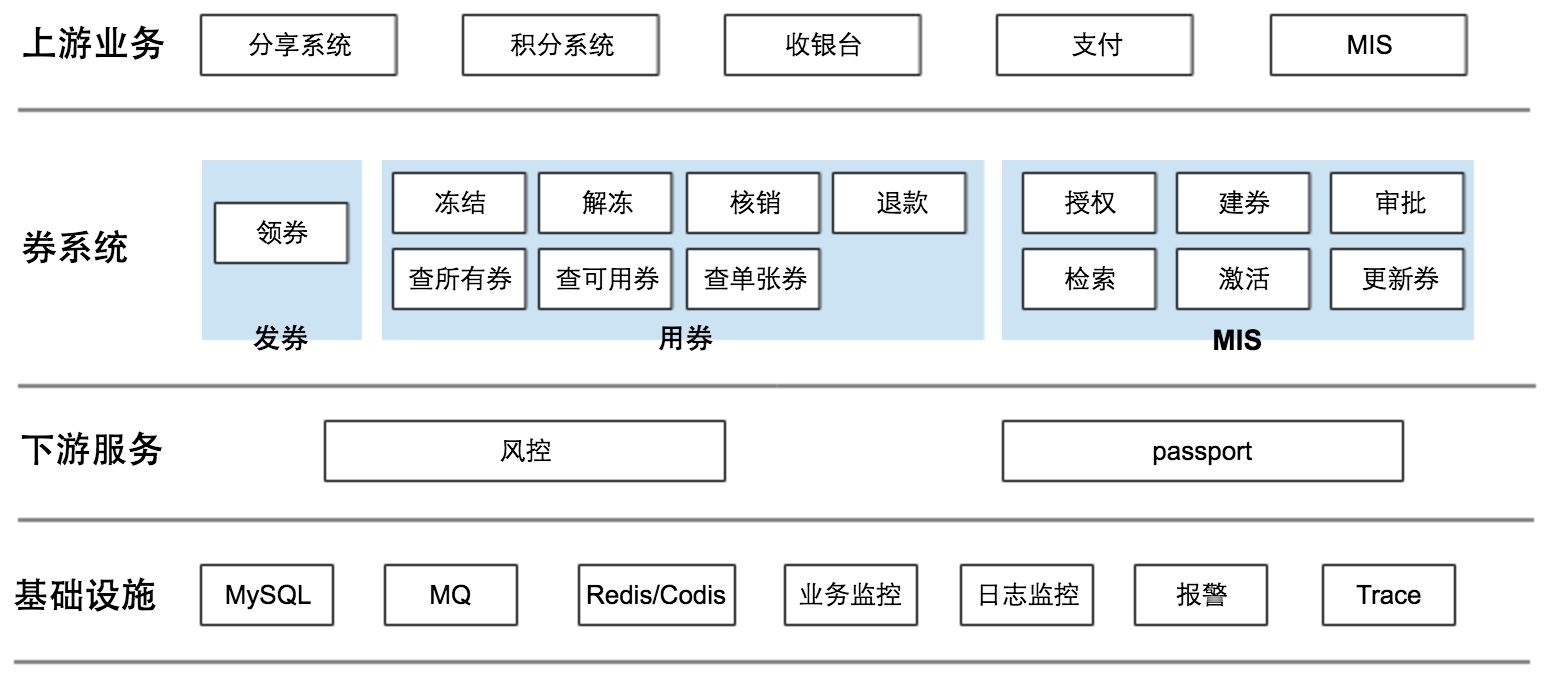 上游业务
分享系统
积分系统
收银台
支付
MIS
券系统
领券
发券
冻结
解冻
核销
退款
查所有券
查可用券
查单张券
用券
授权
建券
审批
检索
激活
更新券
MIS
下游服务
风控
passport
基础设施
MySQL
MQ
Redis/Codis
业务监控
日志监控
报警
Trace